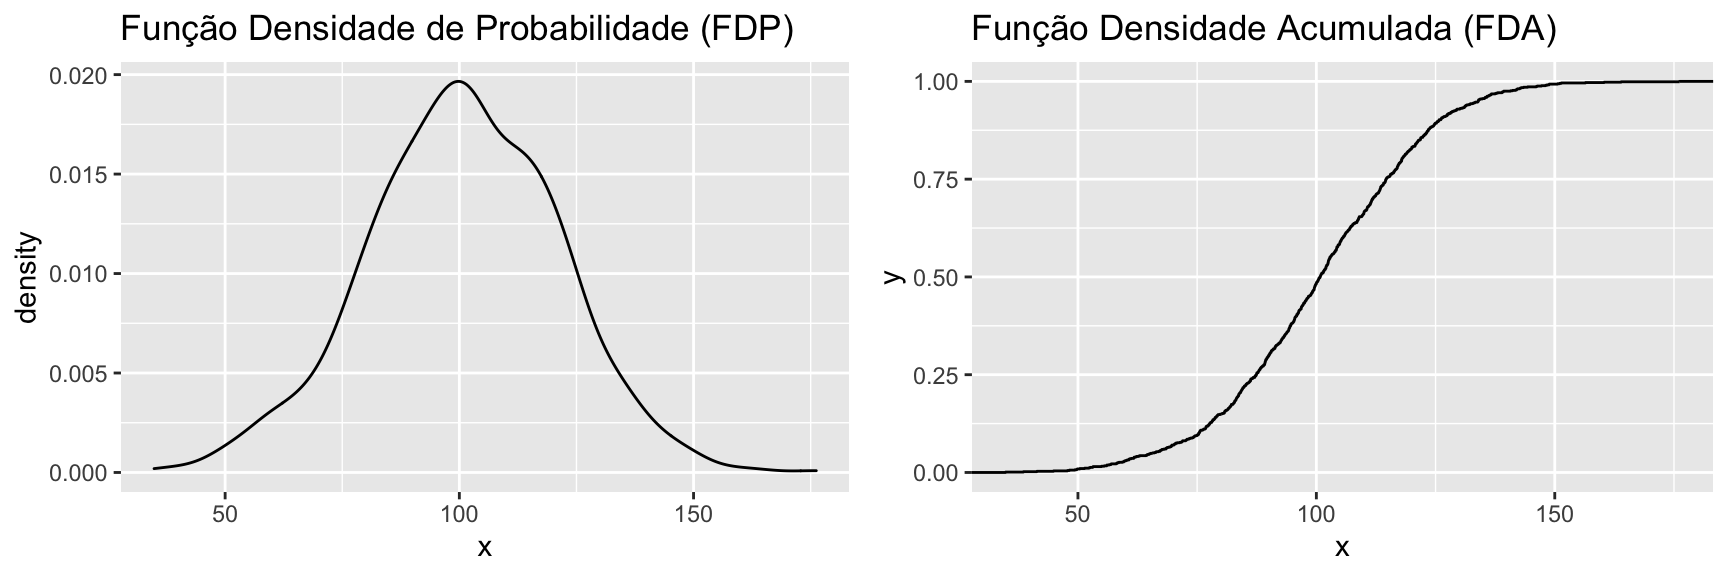 Função Densidade de Probabilidade (FDP)
density
0.020
0.015
0.010
0.005
0.000
50 100 150
x
Função Densidade Acumulada (FDA)
y
1.00
0.75
0.50
0.25
0.00
50 100 150
x